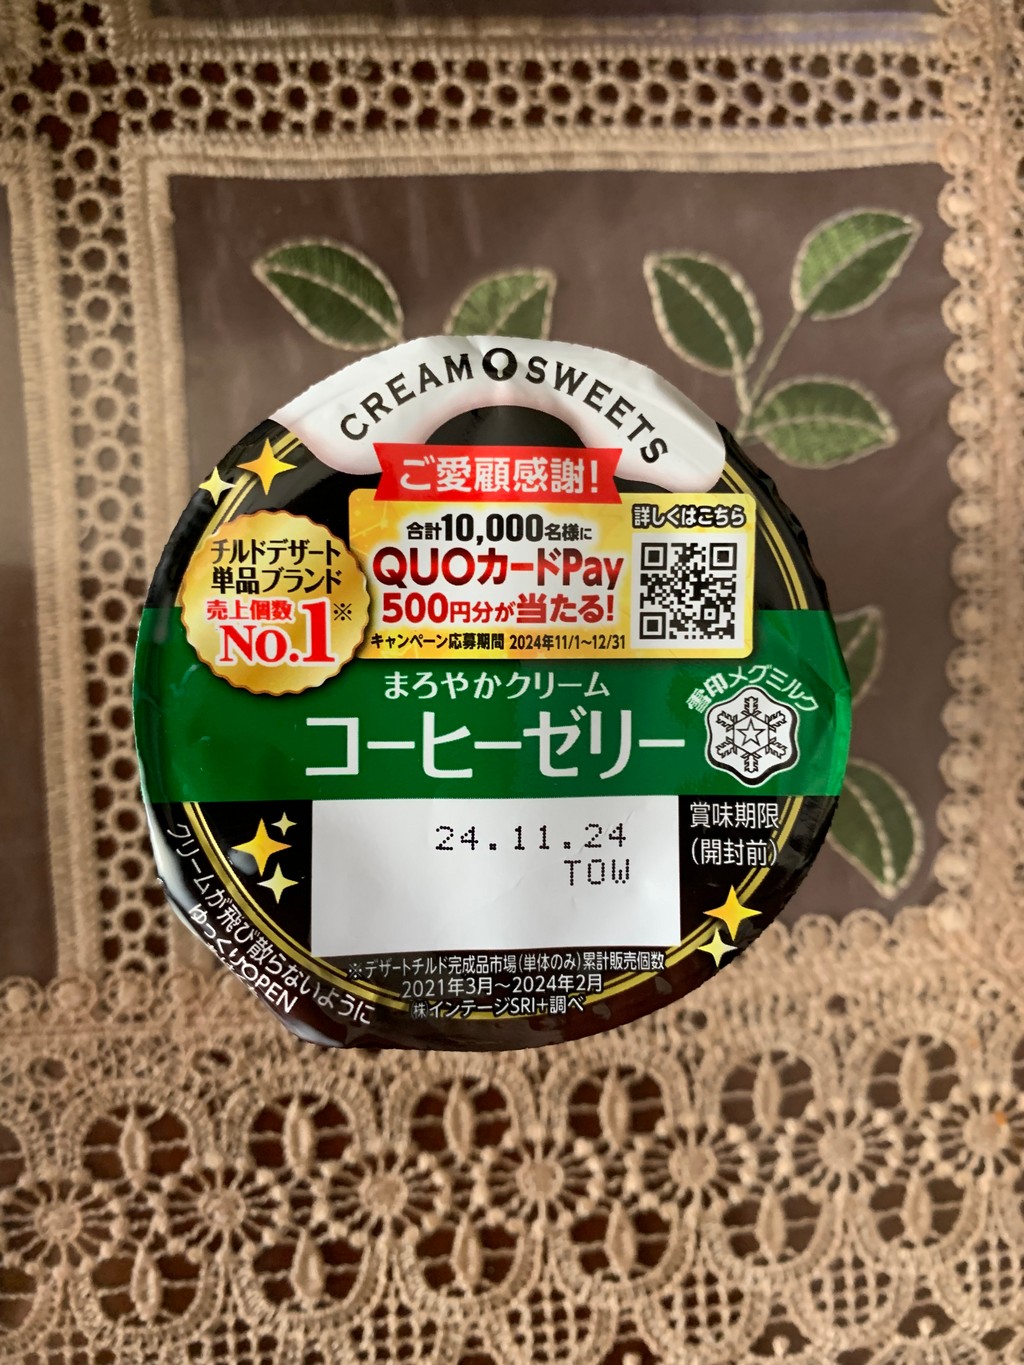 CREAM SWEETS
ご愛顧感謝!
合計10,000名様に
QUOカードPay
500円分が当たる!
キャンペーン応募期間 2024年11/1~12/31
詳しくはこちら
チルドデザート
単品ブランド
売上個数
No.1※
まろやかクリーム
コーヒーゼリー
雪印メグミルク
24.11.24
TOW
賞味期限
(開封前)
クリームが飛び散らないように
ゆっくりOPEN
※デザートチルド完成品市場(単体のみ)累計販売個数
2021年3月~2024年2月
(株)インテージSRI+調べ